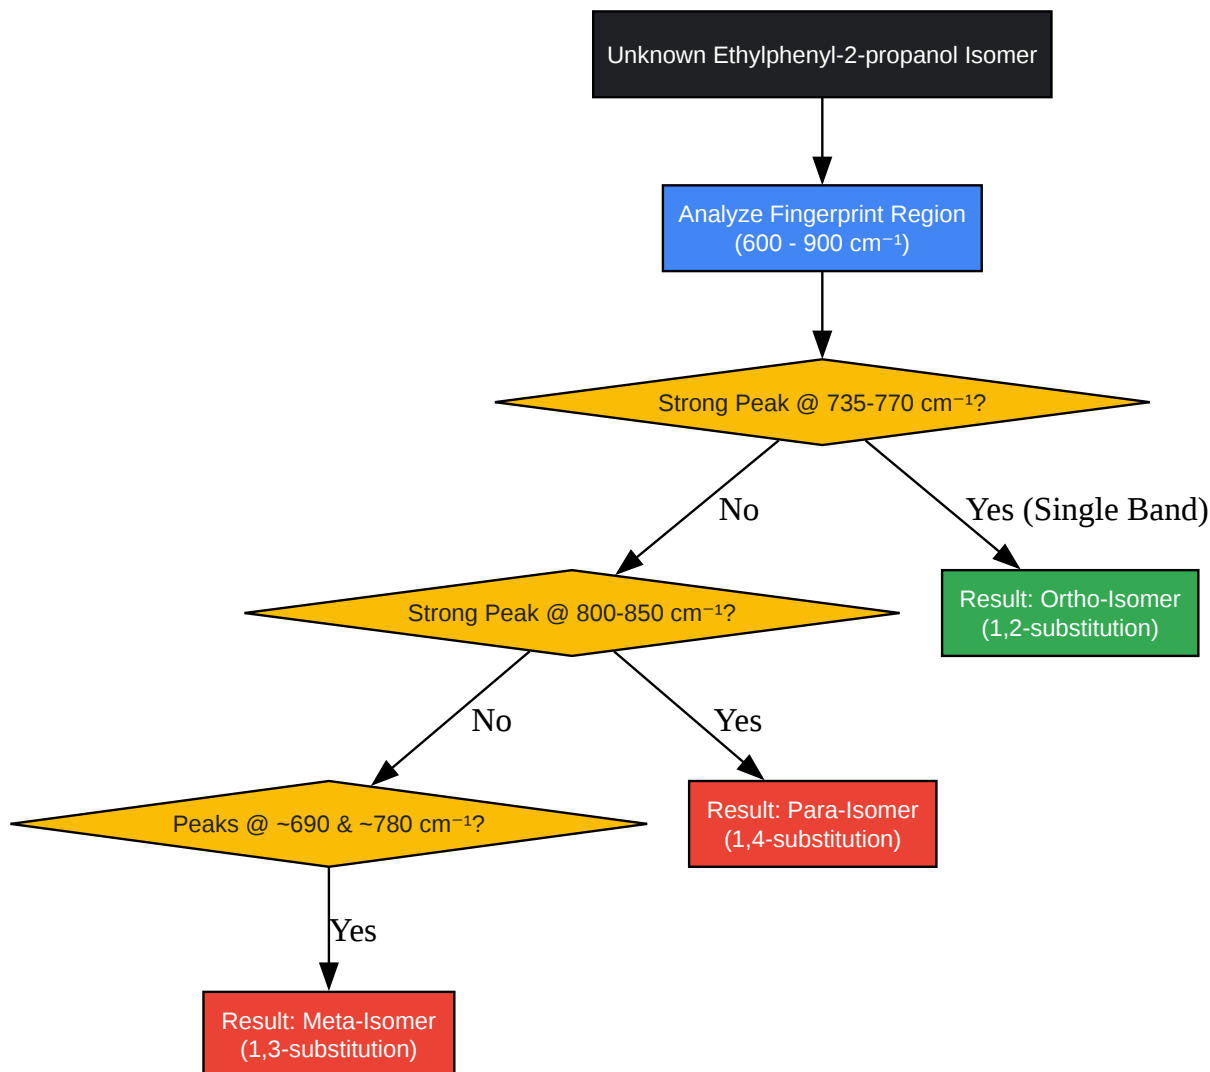 Unknown Ethylphenyl-2-propanol Isomer
Analyze Fingerprint Region
(600 - 900 cm⁻¹)
Strong Peak @ 735-770 cm⁻¹?
No
Yes (Single Band)
Strong Peak @ 800-850 cm⁻¹?
Result: Ortho-Isomer
(1,2-substitution)
No
Yes
Peaks @ ~690 & ~780 cm⁻¹?
Result: Para-Isomer
(1,4-substitution)
Yes
Result: Meta-Isomer
(1,3-substitution)